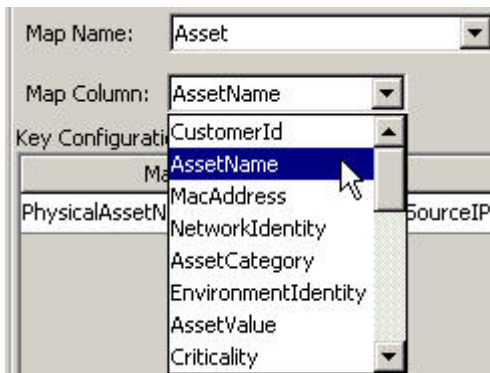 Map Name: Asset
Map Column: AssetName
Key Configurati
CustomerId
Ma
AssetName
MacAddress
PhysicalAssetN
SourceIP
NetworkIdentity
AssetCategory
EnvironmentIdentity
AssetValue
Criticality